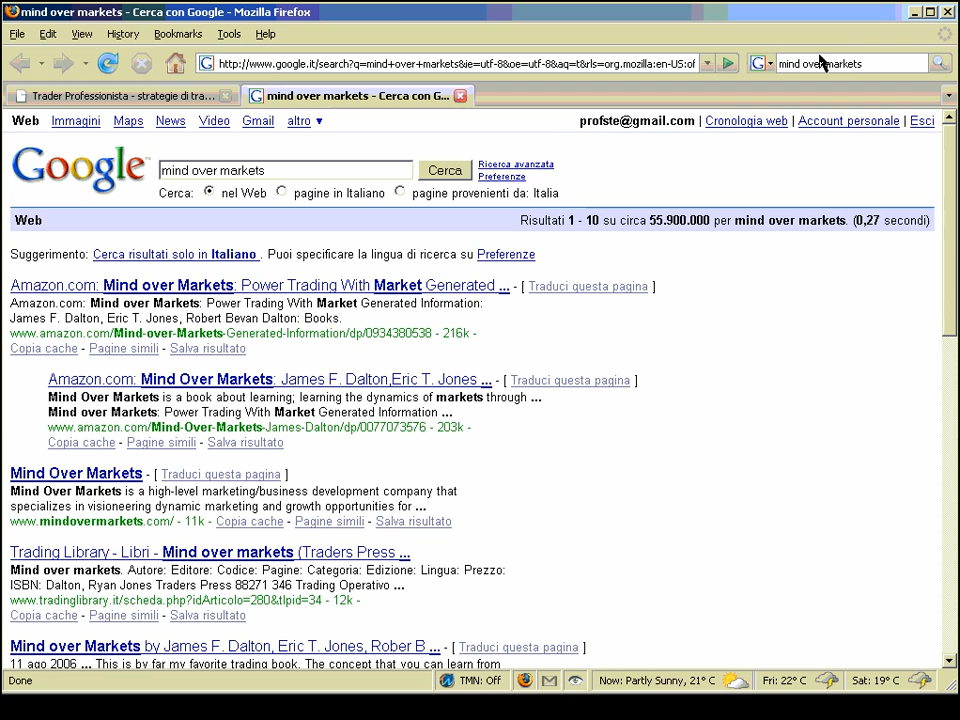 mind over markets - Cerca con Google - Mozilla Firefox
File Edit View History Bookmarks Tools Help
http://www.google.it/search?q=mind+over+markets&ie=utf-8&oe=utf-8&aq=t&rls=org.mozilla:en-US:of
mind over markets
Trader Professionista - strategie di tra...
mind over markets - Cerca con G...
Web Immagini Maps News Video Gmail altro ▼
profste@gmail.com | Cronologia web | Account personale | Esci
Google
mind over markets
Cerca
Ricerca avanzata
Preferenze
Cerca: nel Web pagine in Italiano pagine provenienti da: Italia
Web Risultati 1 - 10 su circa 55.900.000 per mind over markets. (0,27 secondi)
Suggerimento: Cerca risultati solo in Italiano . Puoi specificare la lingua di ricerca su Preferenze
Amazon.com: Mind over Markets: Power Trading With Market Generated ... - [ Traduci questa pagina ]
Amazon.com: Mind over Markets: Power Trading With Market Generated Information:
James F. Dalton, Eric T. Jones, Robert Bevan Dalton: Books.
www.amazon.com/Mind-over-Markets-Generated-Information/dp/0934380538 - 216k -
Copia cache - Pagine simili - Salva risultato
Amazon.com: Mind Over Markets: James F. Dalton,Eric T. Jones ... - [ Traduci questa pagina ]
Mind Over Markets is a book about learning; learning the dynamics of markets through ...
Mind over Markets: Power Trading With Market Generated Information ...
www.amazon.com/Mind-Over-Markets-James-Dalton/dp/0077073576 - 203k -
Copia cache - Pagine simili - Salva risultato
Mind Over Markets - [ Traduci questa pagina ]
Mind Over Markets is a high-level marketing/business development company that
specializes in visioneering dynamic marketing and growth opportunities for ...
www.mindovermarkets.com/ - 11k - Copia cache - Pagine simili - Salva risultato
Trading Library - Libri - Mind over markets (Traders Press ...
Mind over markets. Autore: Editore: Codice: Pagine: Categoria: Edizione: Lingua: Prezzo:
ISBN: Dalton, Ryan Jones Traders Press 88271 346 Trading Operativo ...
www.tradinglibrary.it/scheda.php?idArticolo=280&tlpid=34 - 12k -
Copia cache - Pagine simili - Salva risultato
Mind over Markets by James F. Dalton, Eric T. Jones, Rober B ... - [ Traduci questa pagina ]
11 ago 2006 ... This is by far my favorite trading book. The concept that you can learn from
Done TMN: Off Now: Partly Sunny, 21° C Fri: 22° C Sat: 19° C